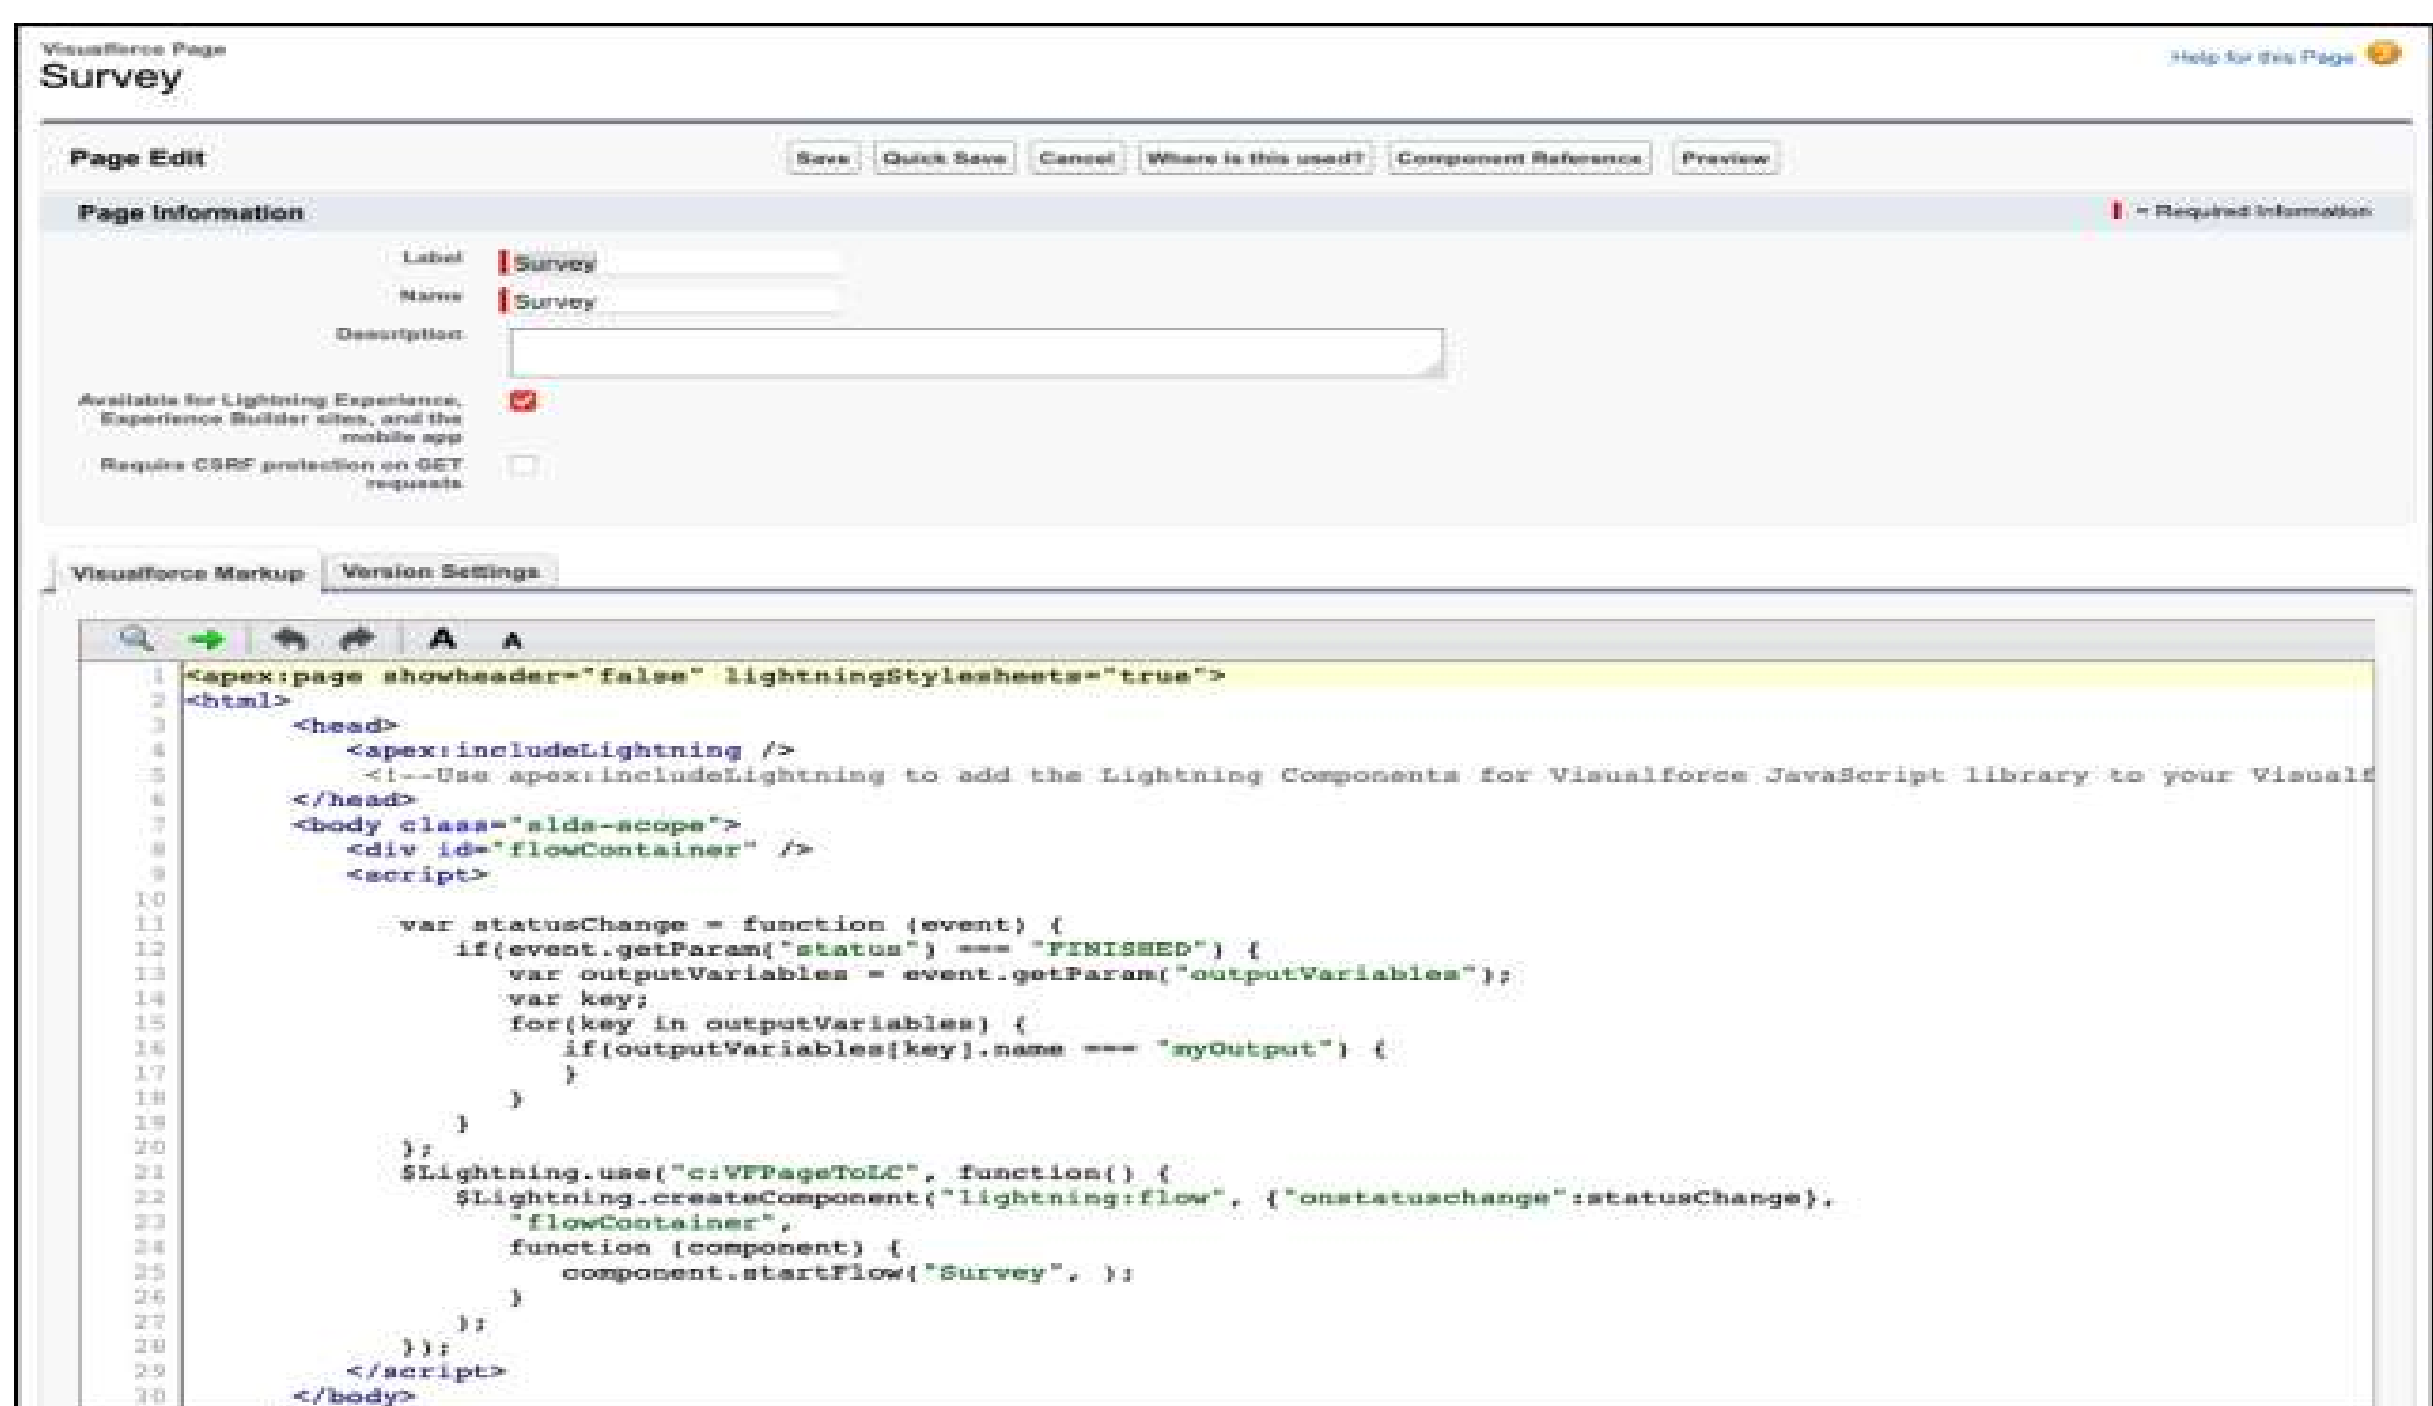 Visualforce Page
Survey
Help for this Page
Page Edit
Save
Quick Save
Cancel
Where is this used?
Component Reference
Preview
Page Information
= Required Information
Label
Survey
Name
Survey
Description
Available for Lightning Experience,
Experience Builder sites, and the
mobile app
Require CSRF protection on GET
requests
Visualforce Markup
Version Settings
A A
1 <apex:page showheader="false" lightningStylesheets="true">
2 <html>
3 <head>
4 <apex:includeLightning />
5 <!--Use apex:includeLightning to add the Lightning Components for Visualforce JavaScript library to your Visualf
6 </head>
7 <body class="slds-scope">
8 <div id="flowContainer" />
9 <script>
10
11 var statusChange = function (event) {
12 if(event.getParam("status") === "FINISHED") {
13 var outputVariables = event.getParam("outputVariables");
14 var key;
15 for(key in outputVariables) {
16 if(outputVariables[key].name === "myOutput") {
17 }
18 }
19 }
20 };
21 $Lightning.use("c:VFPageToLC", function() {
22 $Lightning.createComponent("lightning:flow", {"onstatuschange":statusChange},
23 "flowContainer",
24 function (component) {
25 component.startFlow("Survey", );
26 }
27 );
28 });
29 </script>
30 </body>